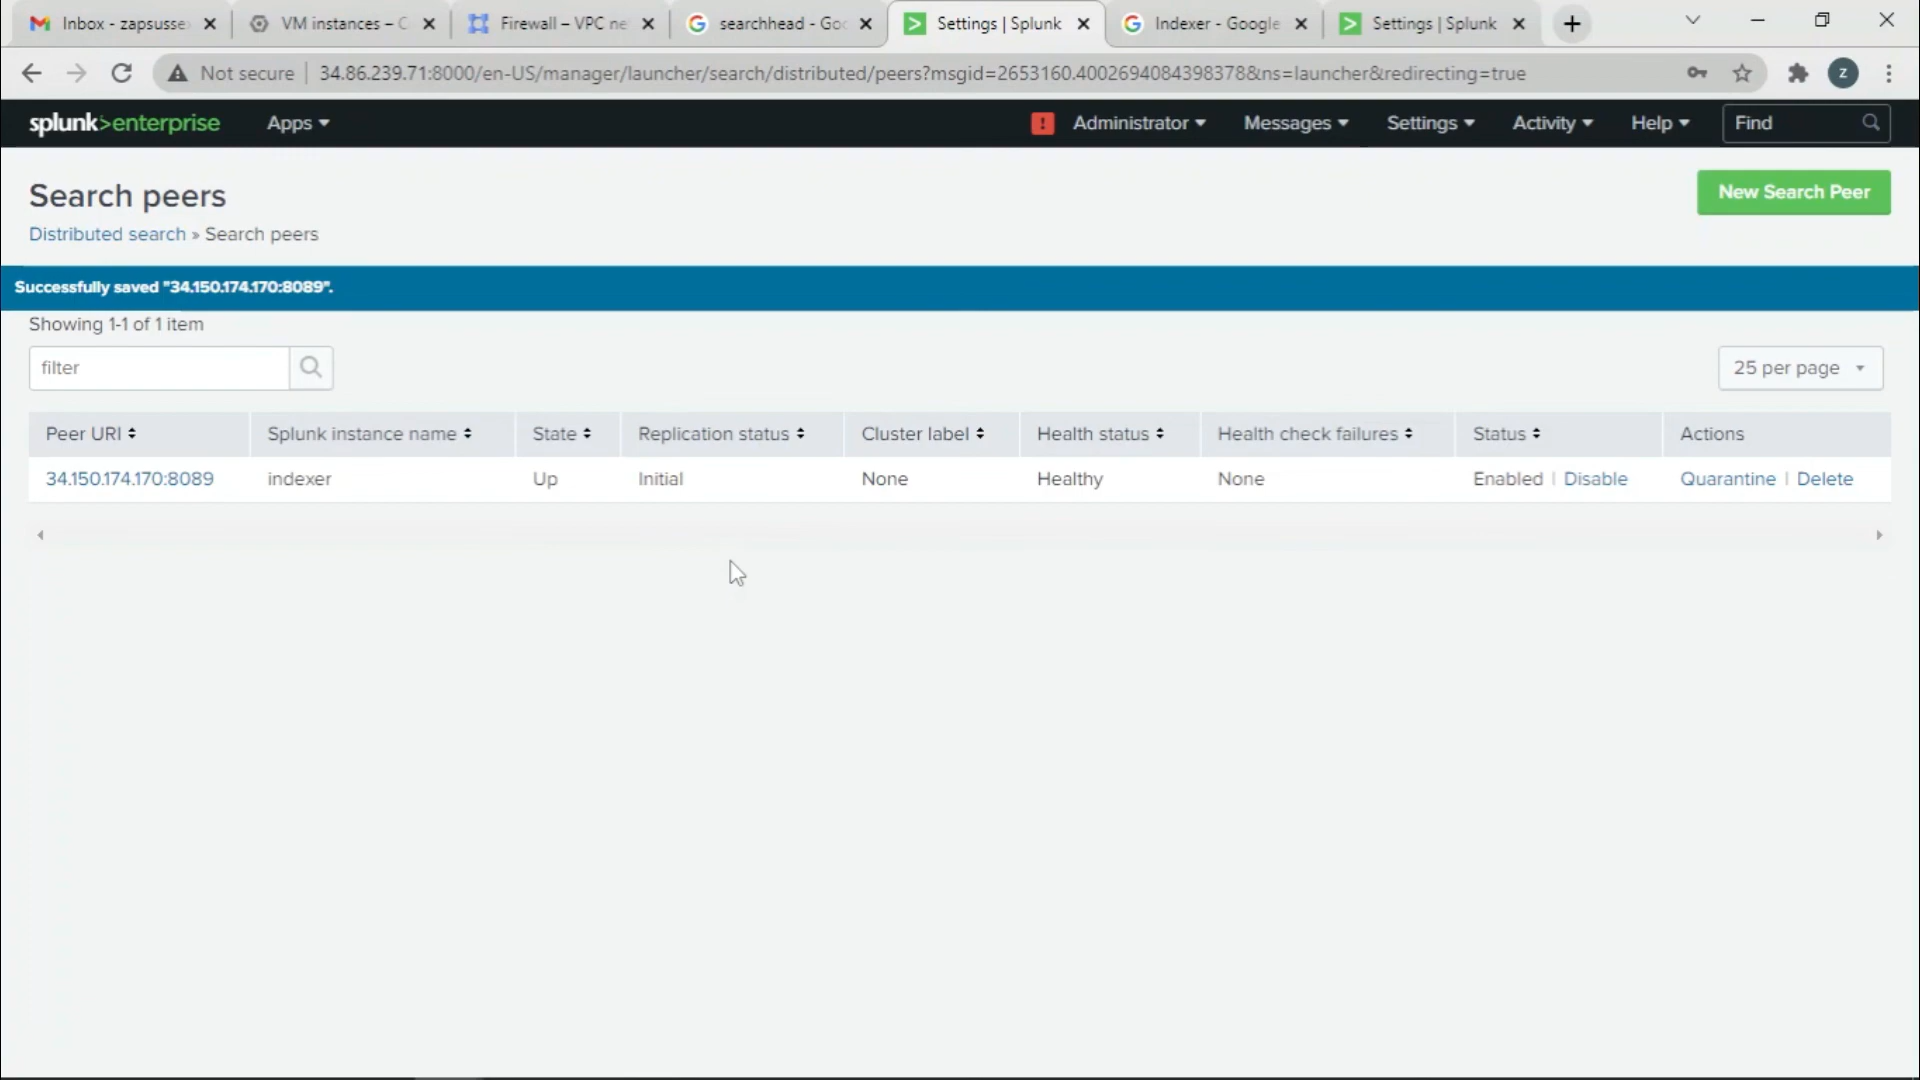 Inbox - zapsusse
VM instances – C
Firewall – VPC ne
searchhead - Goo
Settings | Splunk
Indexer - Google
Settings | Splunk
Not secure
34.86.239.71:8000/en-US/manager/launcher/search/distributed/peers?msgid=2653160.4002694084398378&ns=launcher&redirecting=true
z
splunk>enterprise
Apps
Administrator
Messages
Settings
Activity
Help
Find
Search peers
New Search Peer
Distributed search » Search peers
Successfully saved "34.150.174.170:8089".
Showing 1-1 of 1 item
filter
25 per page
Peer URI
Splunk instance name
State
Replication status
Cluster label
Health status
Health check failures
Status
Actions
34.150.174.170:8089
indexer
Up
Initial
None
Healthy
None
Enabled | Disable
Quarantine | Delete